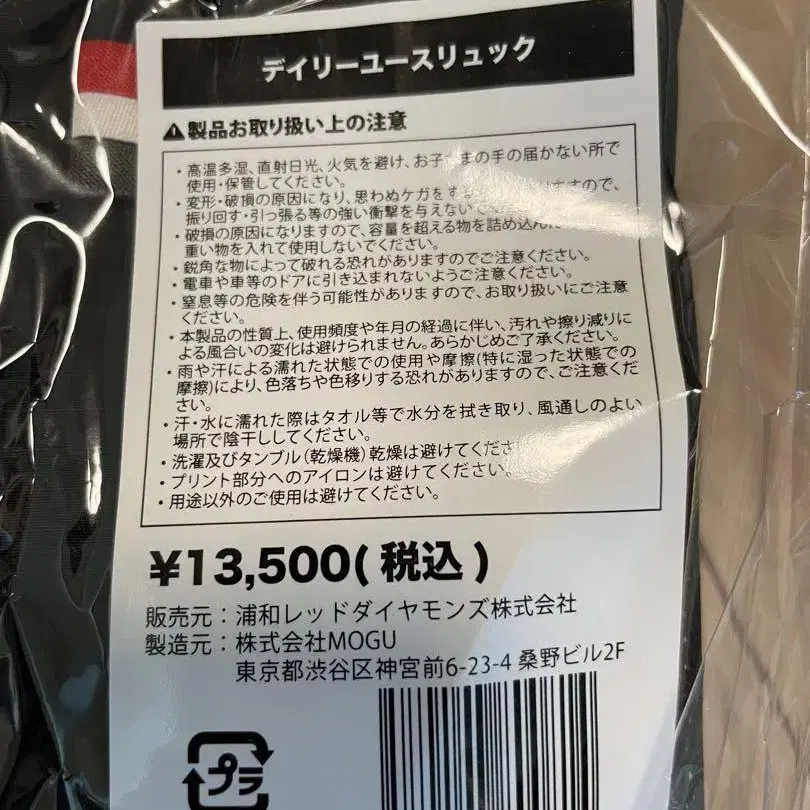 デイリーユースリュック
製品お取り扱い上の注意
・高温多湿、直射日光、火気を避け、お子 まの手の届かない所で
使用・保管してください。
・変形・破損の原因になり、思わぬケガをす ますので、
振り回す・引っ張る等の強い衝撃を与えない
・破損の原因になりますので、容量を超える物を詰め込ん
重い物を入れて使用しないでください。
・鋭角な物によって破れる恐れがありますのでご注意ください。
・電車や車等のドアに引き込まれないようご注意ください。
・窒息等の危険を伴う可能性がありますので、お取り扱いにご注意
ください。
・本製品の性質上、使用頻度や年月の経過に伴い、汚れや擦り減りに
よる風合いの変化は避けられません。あらかじめご了承ください。
・雨や汗による濡れた状態での使用や摩擦(特に湿った状態での
摩擦)により、色落ちや色移りする恐れがありますので、ご注意くだ
さい。
・汗・水に濡れた際はタオル等で水分を拭き取り、風通しのよい
場所で陰干ししてください。
・洗濯及びタンブル(乾燥機)乾燥は避けてくださ
・プリント部分へのアイロンは避けてください。
・用途以外のご使用は避けてください。
¥13,500(税込)
販売元：浦和レッドダイヤモンズ株式会社
製造元：株式会社MOGU
東京都渋谷区神宮前6-23-4 桑野ビル2F
プラ